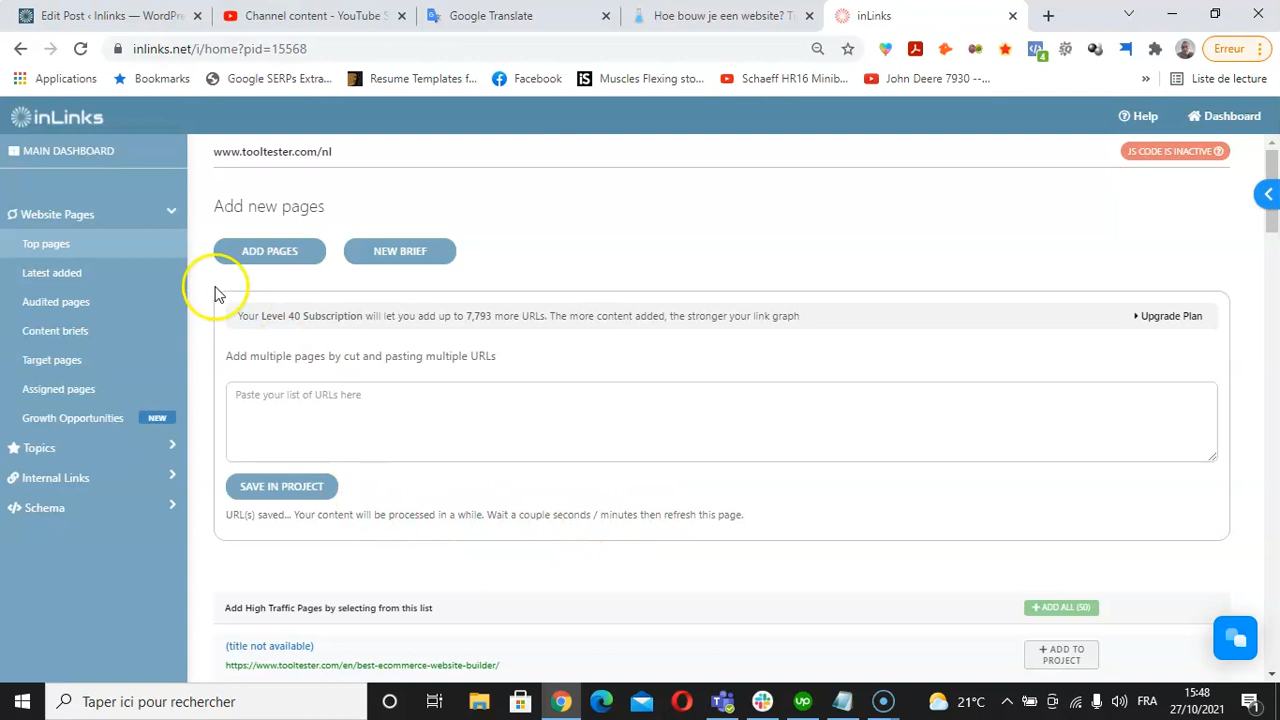 Edit Post ‹ Inlinks — WordPre
Channel content - YouTube S
Google Translate
Hoe bouw je een website? T
inLinks
inlinks.net/i/home?pid=15568
4
Erreur
Applications
Bookmarks
Google SERPs Extra...
Resume Templates f...
Facebook
iS
Muscles Flexing sto...
Schaeff HR16 Minib...
John Deere 7930 -–...
»
Liste de lecture
inLinks
Help
Dashboard
MAIN DASHBOARD
www.tooltester.com/nl
JS CODE IS INACTIVE
Website Pages
Top pages
Latest added
Audited pages
Content briefs
Target pages
Assigned pages
Growth Opportunities
NEW
Topics
Internal Links
Schema
Add new pages
ADD PAGES
NEW BRIEF
Your Level 40 Subscription will let you add up to 7,793 more URLs. The more content added, the stronger your link graph
Upgrade Plan
Add multiple pages by cut and pasting multiple URLs
Paste your list of URLs here
SAVE IN PROJECT
URL(s) saved... Your content will be processed in a while. Wait a couple seconds / minutes then refresh this page.
Add High Traffic Pages by selecting from this list
+ ADD ALL (50)
(title not available)
https://www.tooltester.com/en/best-ecommerce-website-builder/
+ ADD TO
PROJECT
Taper ici pour rechercher
up
21°C
FRA
15:48
27/10/2021
1